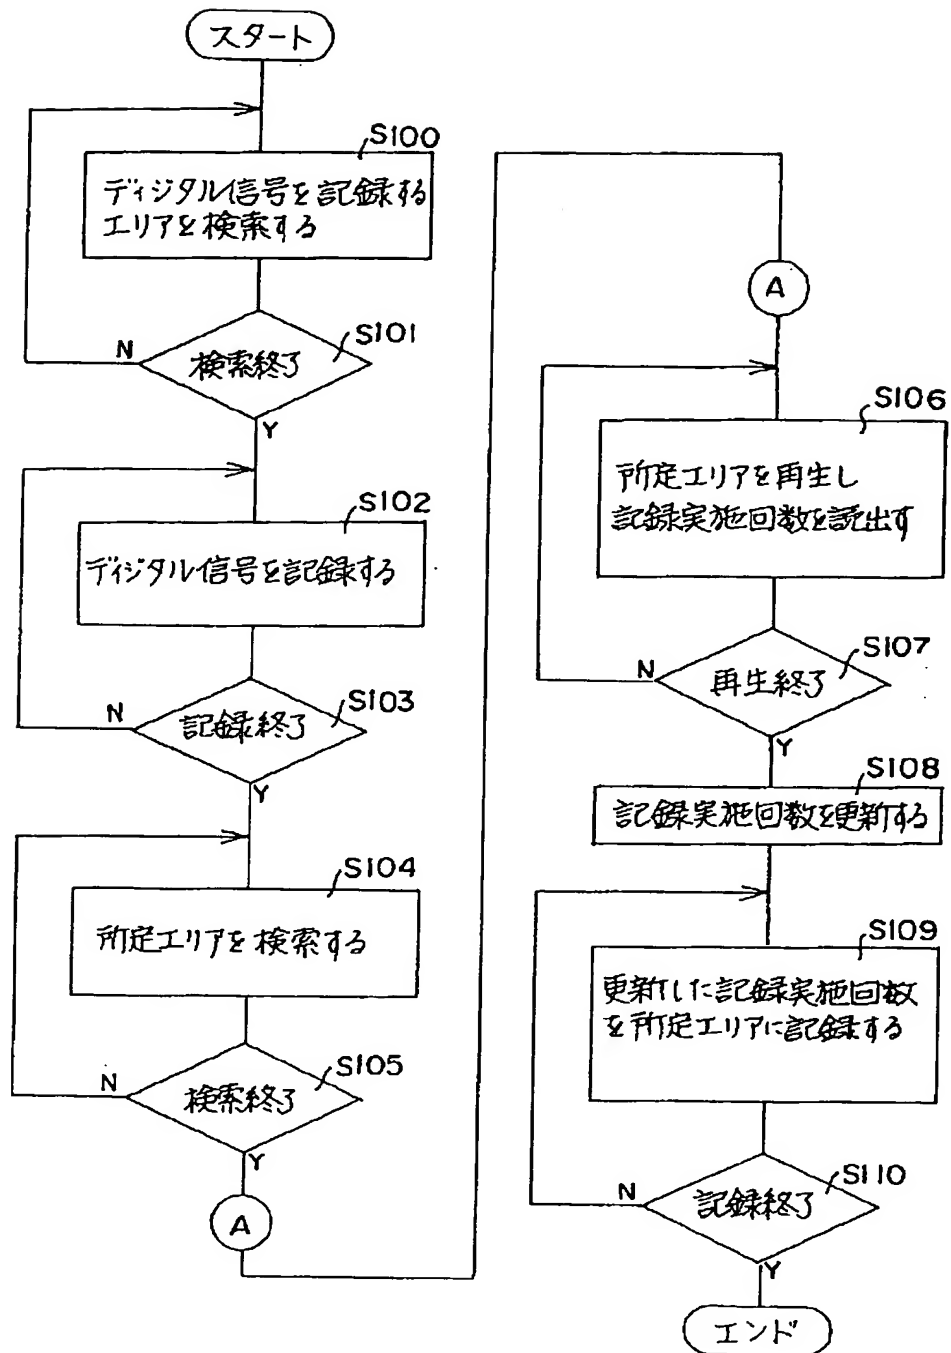 スタート
S100
ディジタル信号を記録する
エリアを検索する
S101
検索終了
N
Y
S102
ディジタル信号を記録する
S103
記録終了
N
Y
S104
所定エリアを検索する
S105
検索終了
N
Y
A
A
S106
所定エリアを再生し
記録実施回数を読出す
S107
再生終了
N
Y
S108
記録実施回数を更新する
S109
更新した記録実施回数
を所定エリアに記録する
S110
記録終了
N
Y
エンド